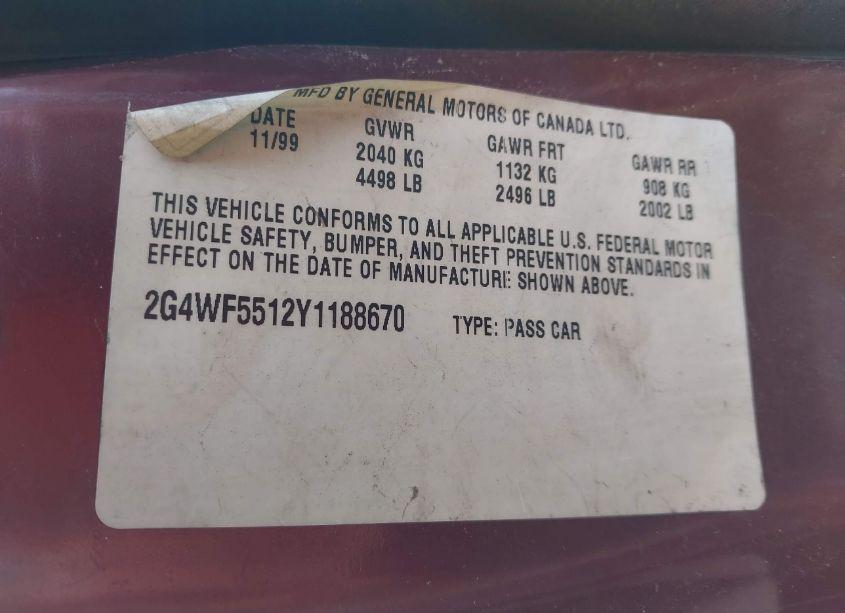 MFD BY GENERAL MOTORS OF CANADA LTD.
DATE GVWR GAWR FRT GAWR RR
11/99 2040 KG 1132 KG 908 KG
4498 LB 2496 LB 2002 LB
THIS VEHICLE CONFORMS TO ALL APPLICABLE U.S. FEDERAL MOTOR
VEHICLE SAFETY, BUMPER, AND THEFT PREVENTION STANDARDS IN
EFFECT ON THE DATE OF MANUFACTURE SHOWN ABOVE.
2G4WF5512Y1188670 TYPE: PASS CAR